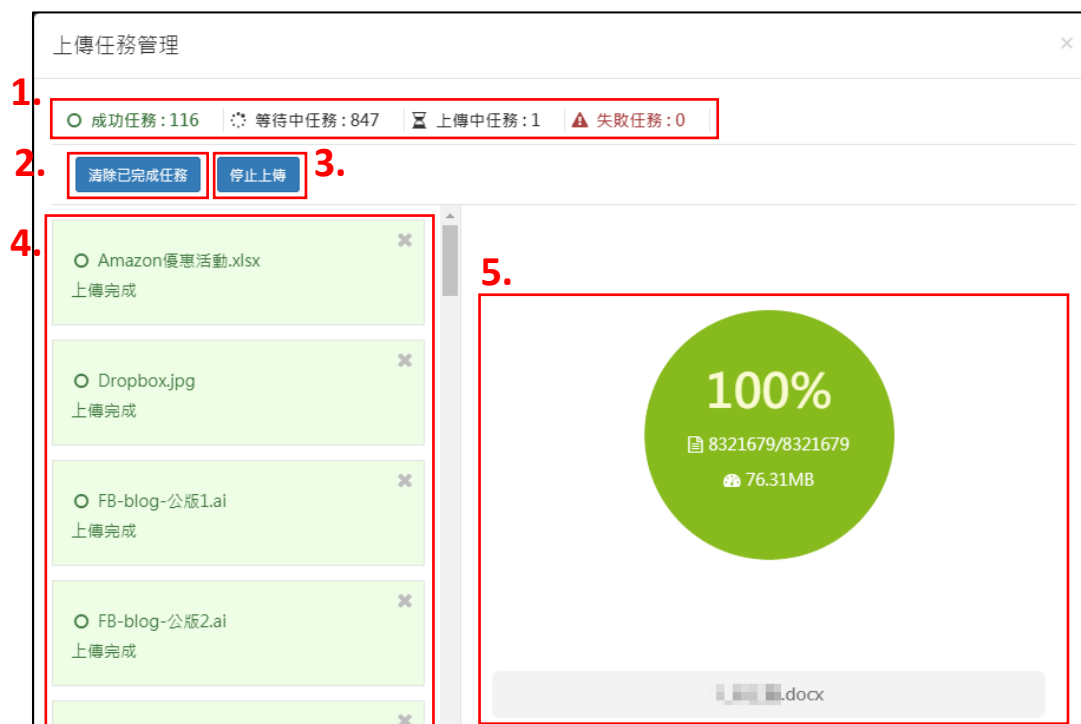 上傳任務管理
×
1.
成功任務:116 等待中任務:847 上傳中任務:1 失敗任務:0
2. 清除已完成任務 停止上傳 3.
4.
Amazon優惠活動.xlsx
上傳完成
Dropbox.jpg
上傳完成
FB-blog-公版1.ai
上傳完成
FB-blog-公版2.ai
上傳完成
5.
100%
8321679/8321679
76.31MB
.docx